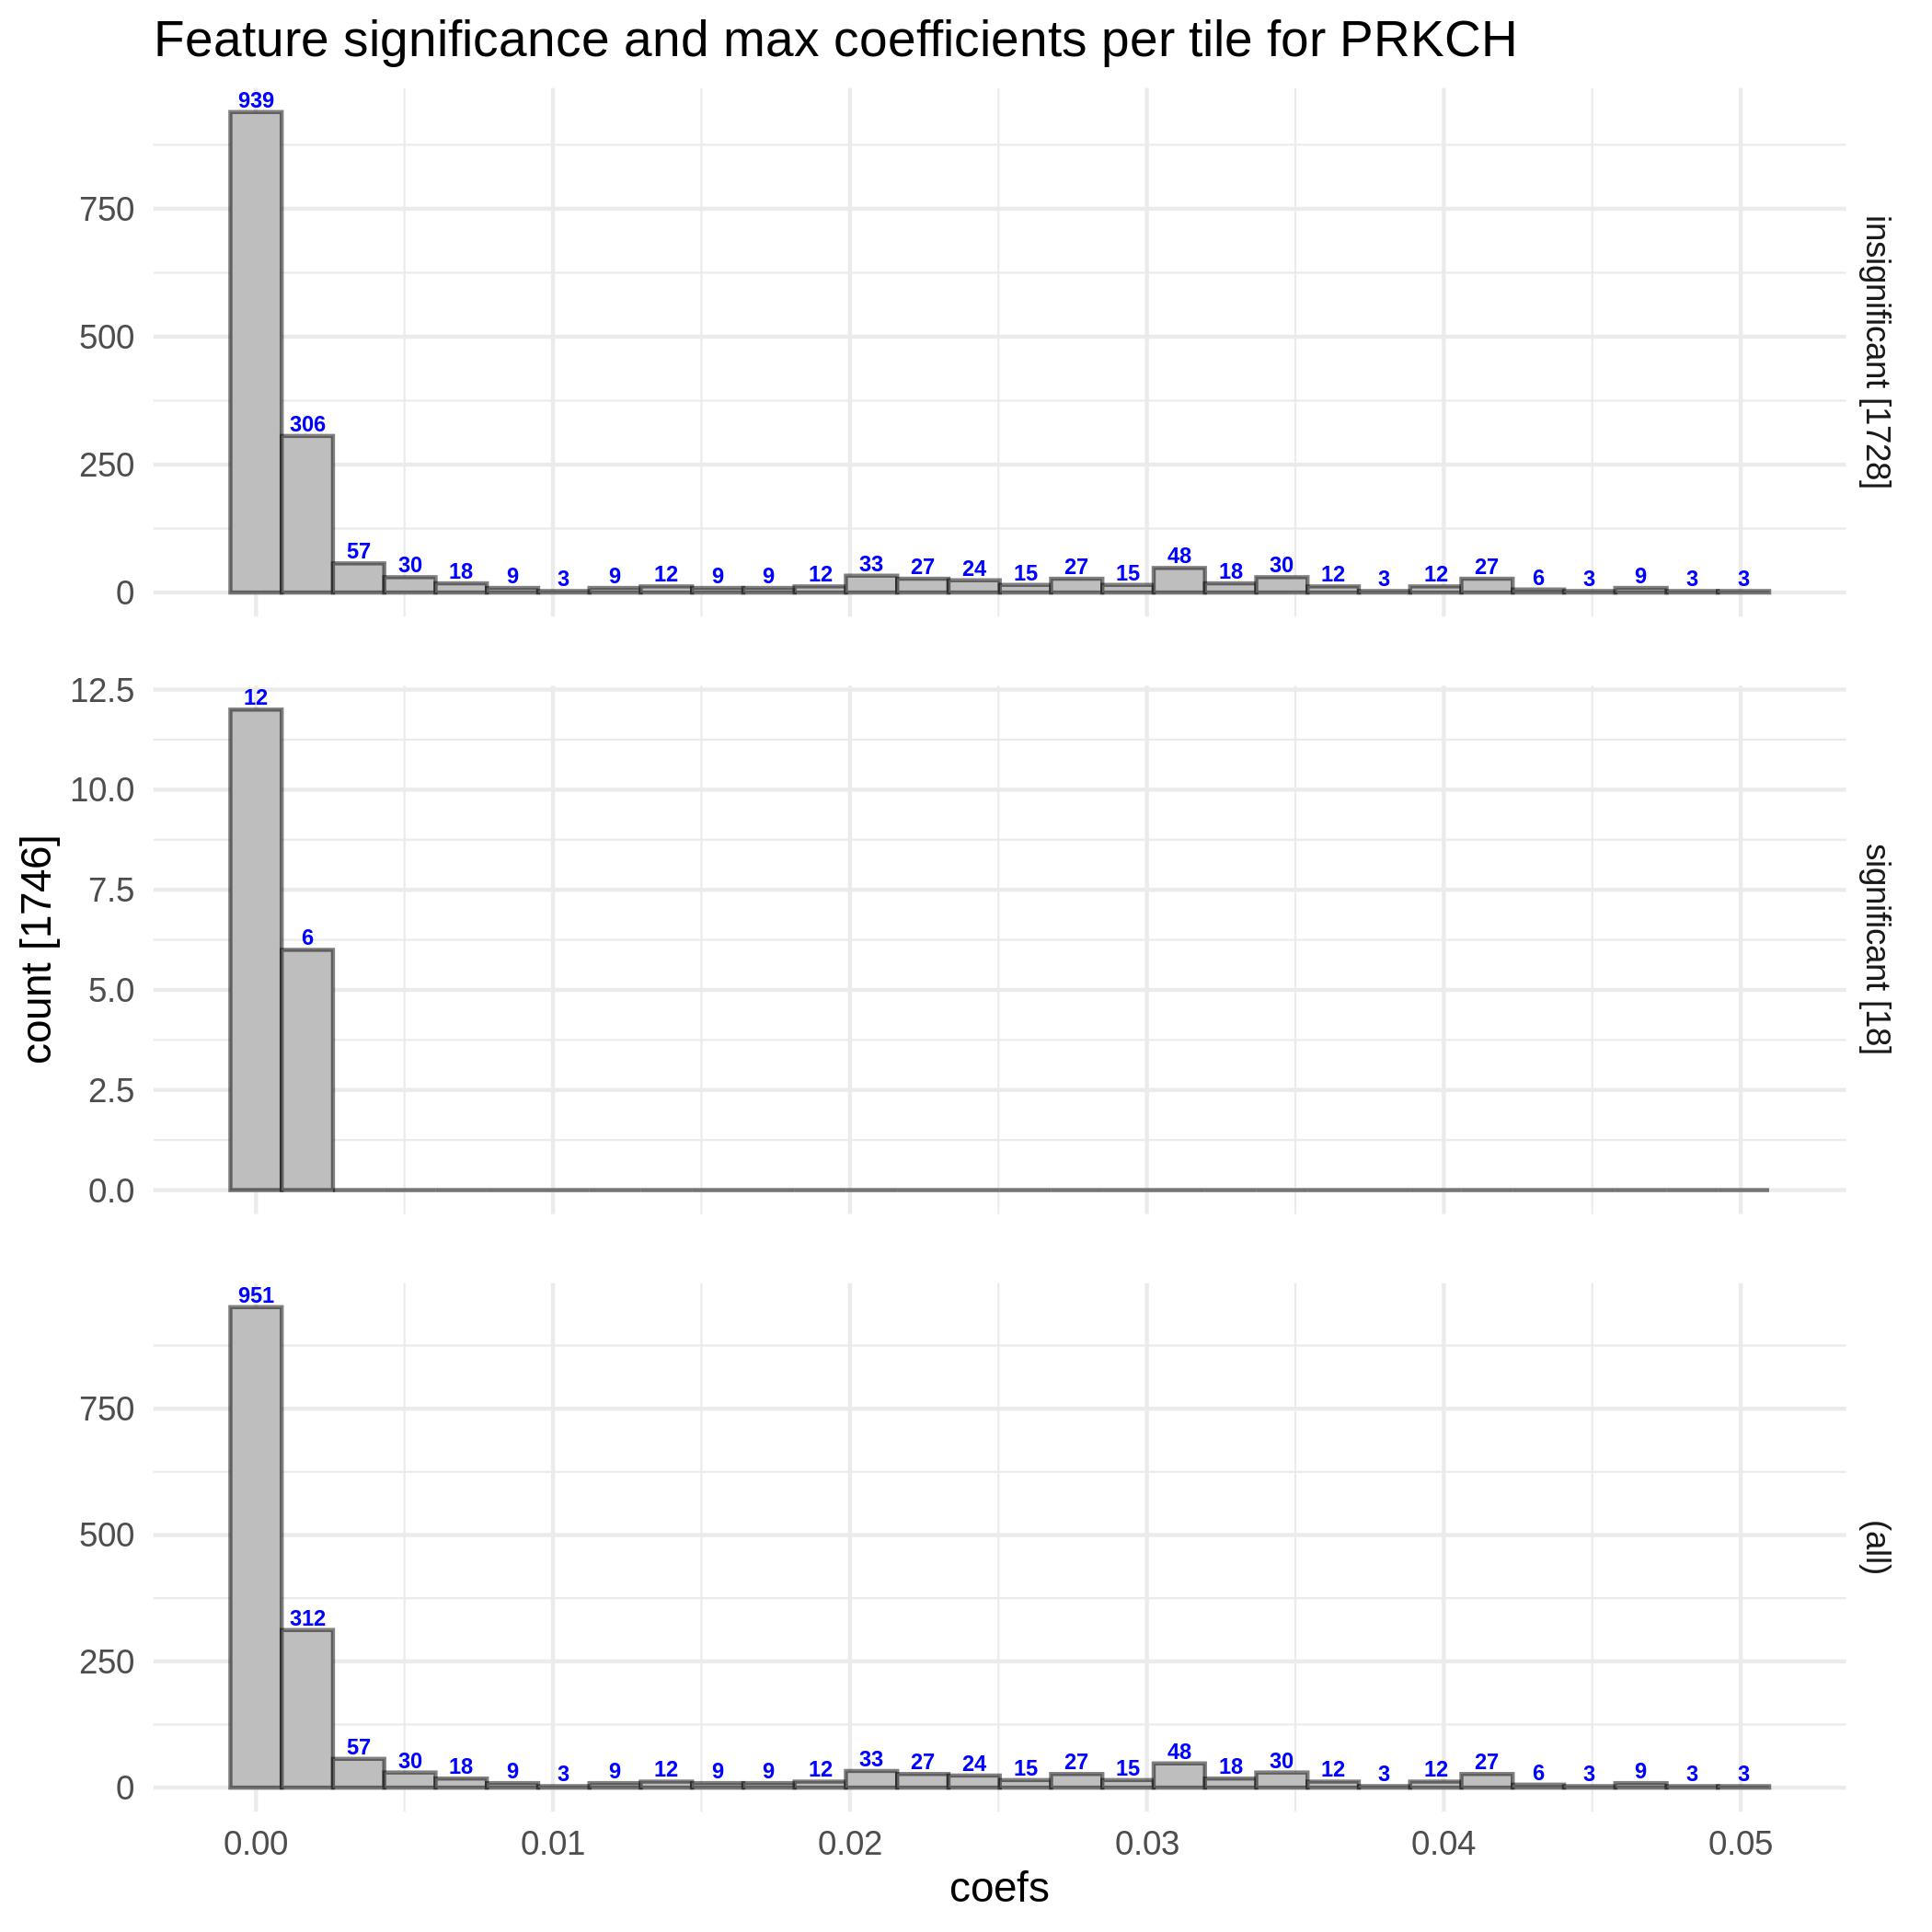 Feature significance and max coefficients per tile for PRKCH
939
750
500
250
0
306
57 30 18 9 3 9 12 9 9 12 33 27 24 15 27 15 48 18 30 12 3 12 27 6 3 9 3 3
insignificant [1728]
12.5
10.0
7.5
5.0
2.5
0.0
12
6
count [1746]
significant [18]
951
750
500
250
0
312
57 30 18 9 3 9 12 9 9 12 33 27 24 15 27 15 48 18 30 12 3 12 27 6 3 9 3 3
(all)
0.00 0.01 0.02 0.03 0.04 0.05
coefs